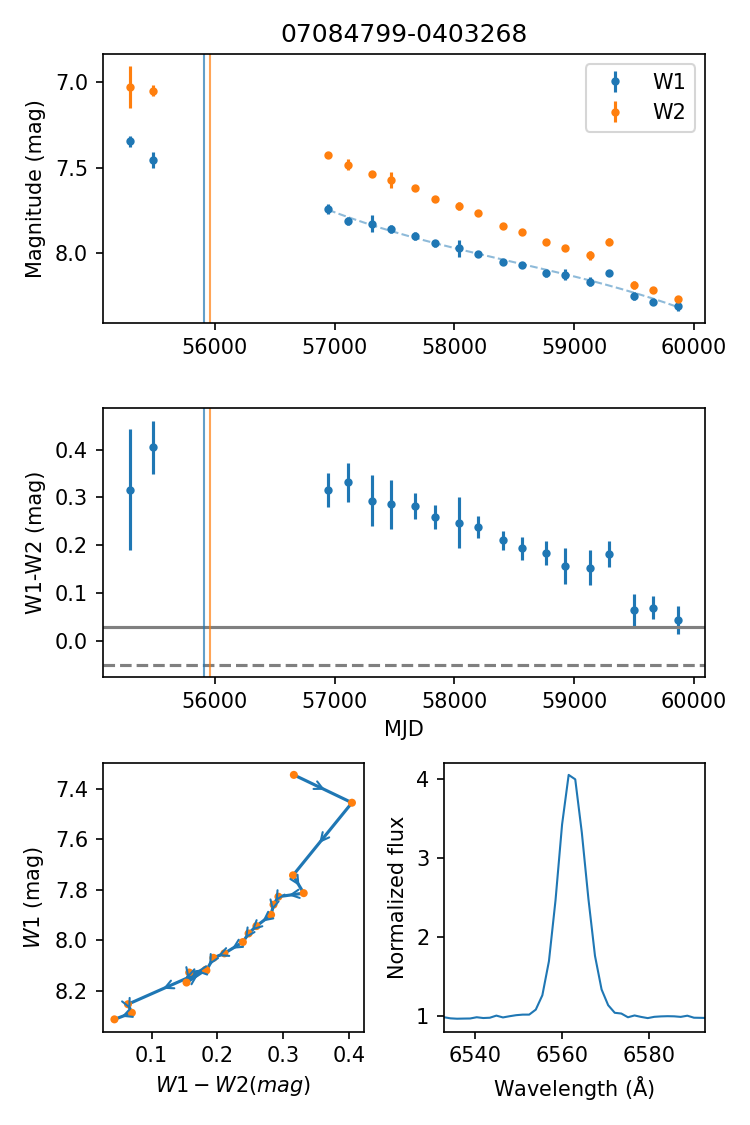 07084799-0403268
Magnitude (mag)
7.0
7.5
8.0
W1
W2
56000 57000 58000 59000 60000
W1-W2 (mag)
0.4
0.3
0.2
0.1
0.0
56000 57000 58000 59000 60000
MJD
W1 (mag)
7.4
7.6
7.8
8.0
8.2
0.1 0.2 0.3 0.4
W1 − W2(mag)
Normalized flux
4
3
2
1
6540 6560 6580
Wavelength (Å)